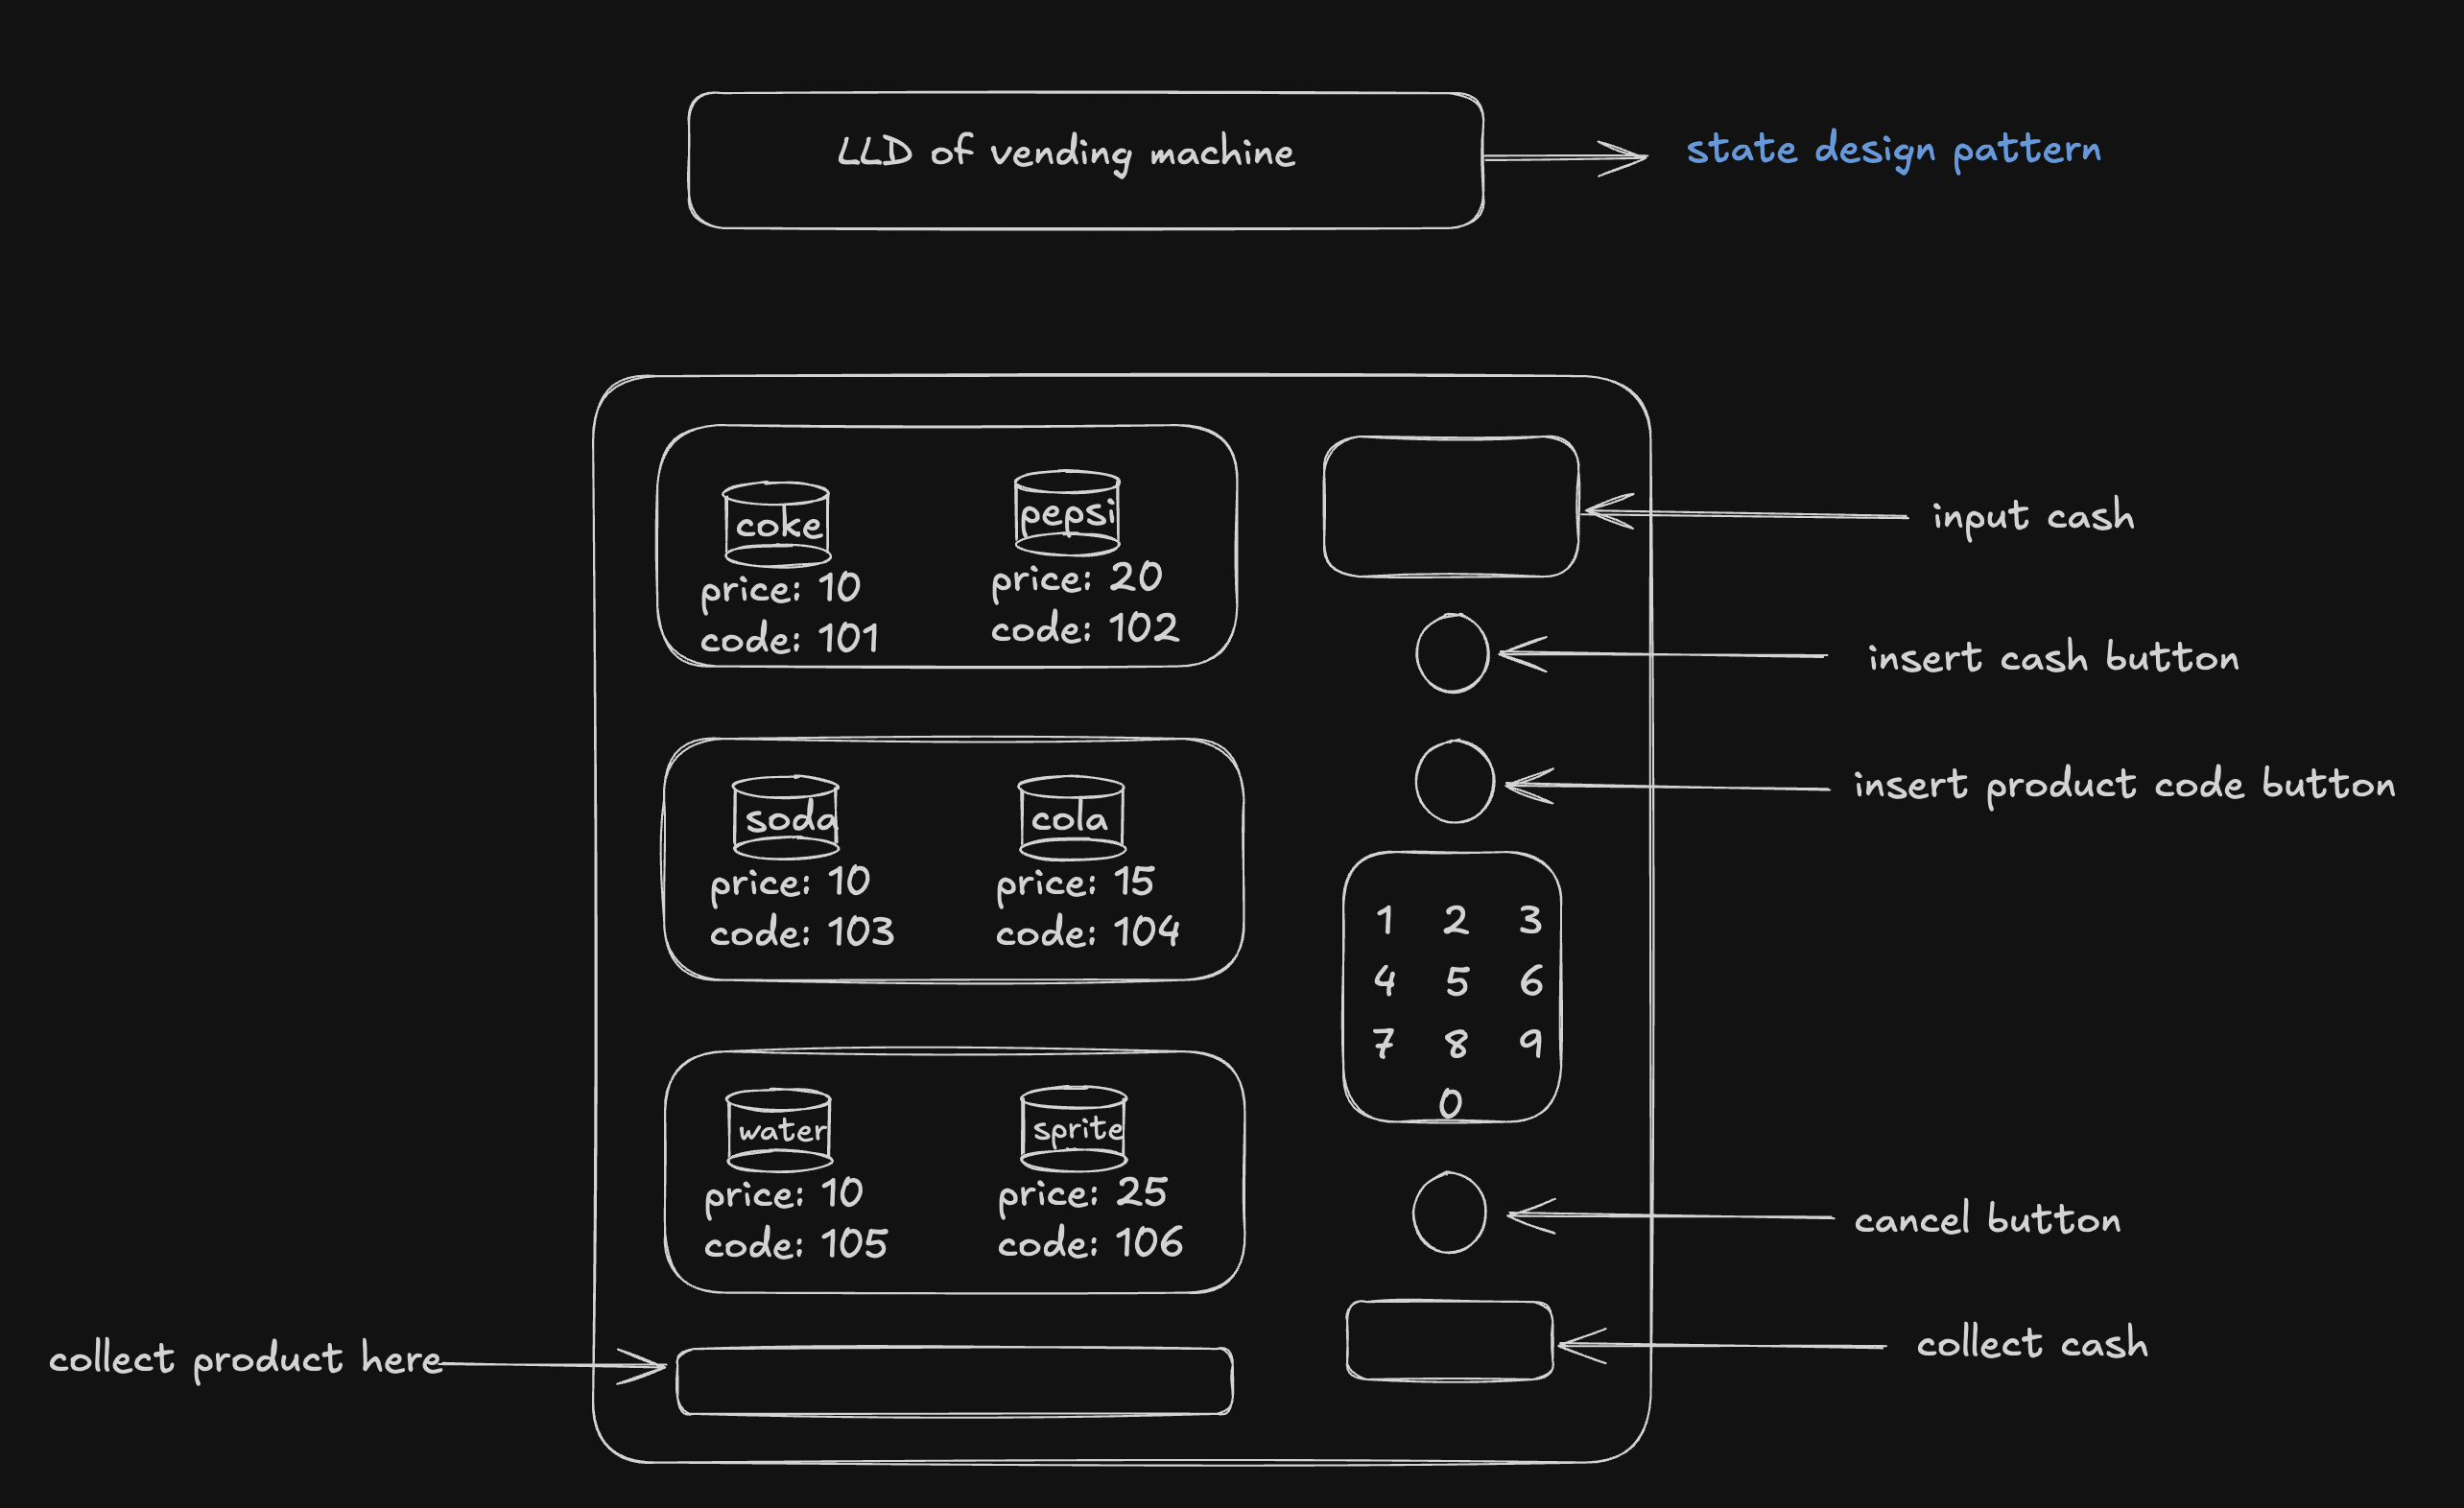 LLD of vending machine
state design pattern
coke
pepsi
price: 10
price: 20
code: 101
code: 102
input cash
insert cash button
insert product code button
soda
cola
price: 10
price: 15
code: 103
code: 104
1 2 3
4 5 6
7 8 9
0
water
sprite
price: 10
price: 25
code: 105
code: 106
cancel button
collect cash
collect product here